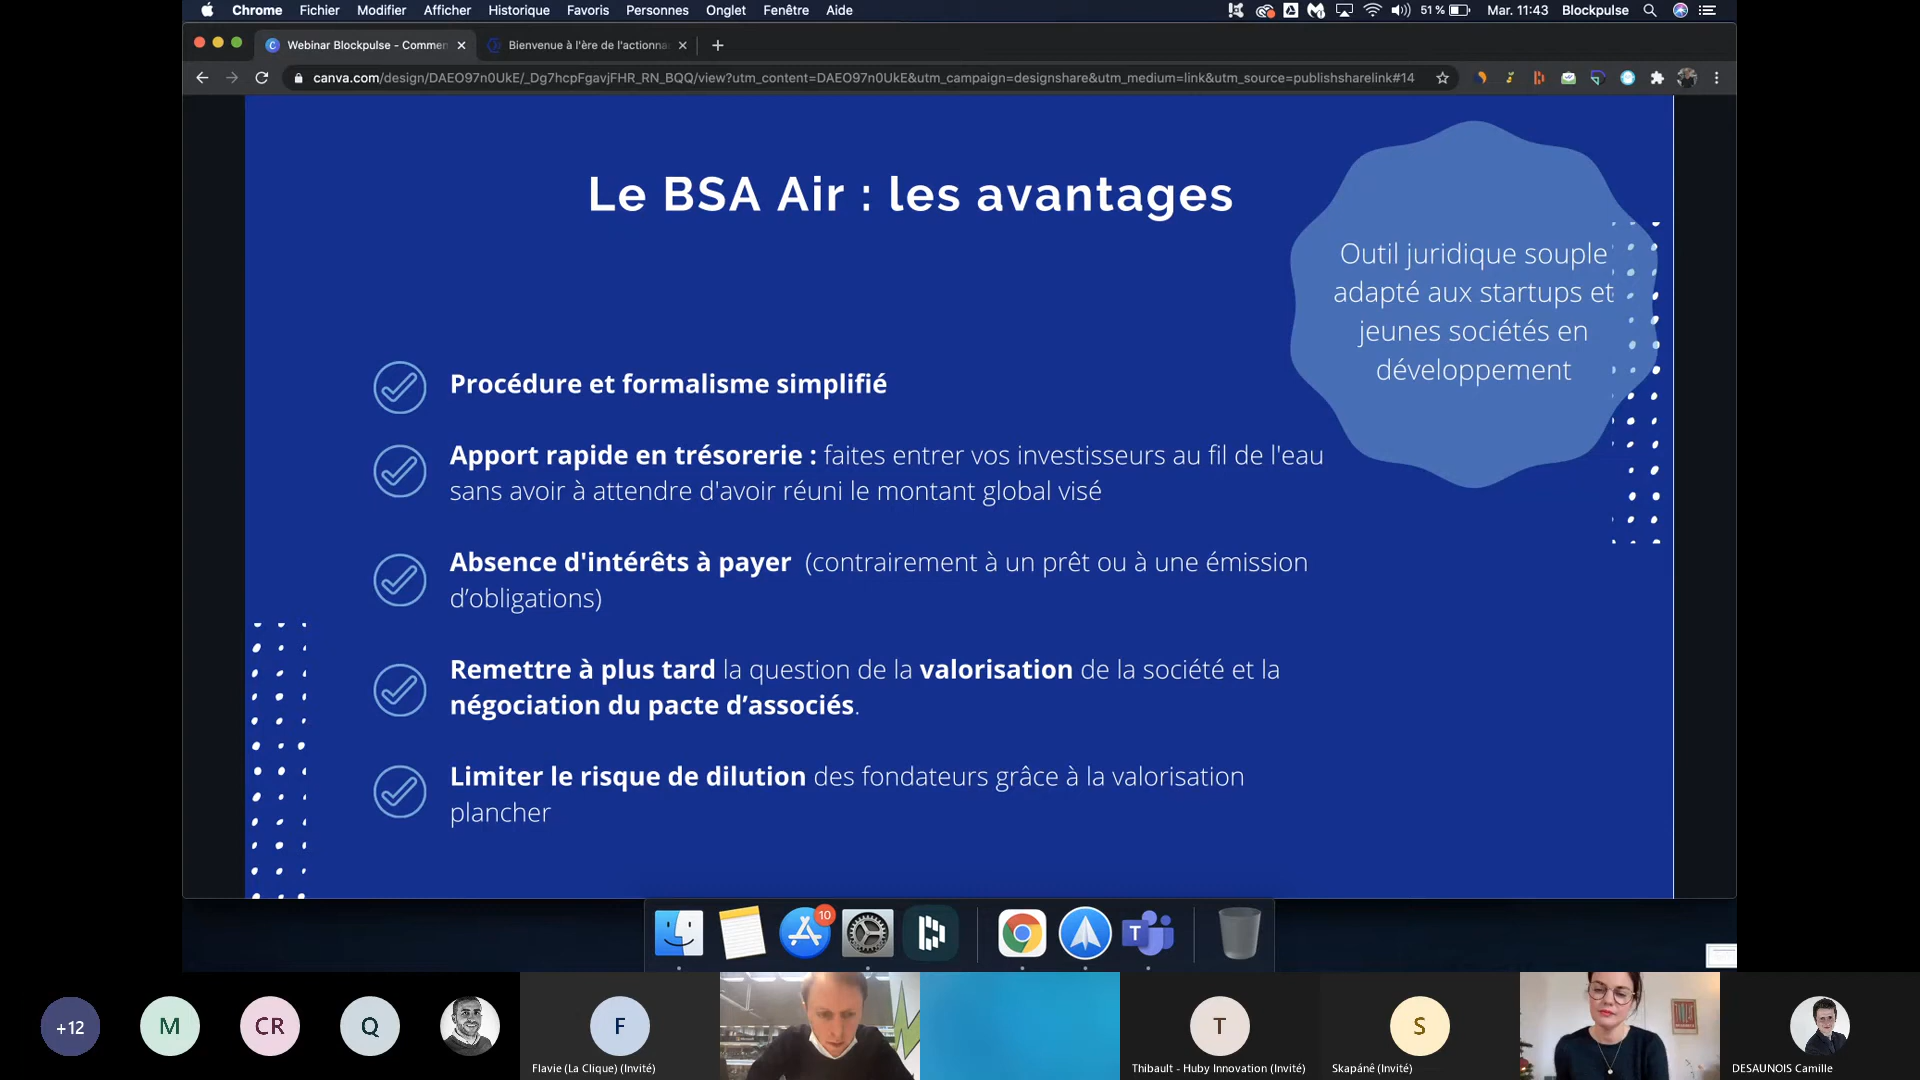 Chrome Fichier Modifier Afficher Historique Favoris Personnes Onglet Fenêtre Aide 51 % Mar. 11:43 Blockpulse
Webinar Blockpulse - Commen Bienvenue à l'ère de l'actionna
canva.com/design/DAEO97n0UkE/_Dg7hcpFgavjFHR_RN_BQQ/view?utm_content=DAEO97n0UkE&utm_campaign=designshare&utm_medium=link&utm_source=publishsharelink#14
Le BSA Air : les avantages
Outil juridique souple
adapté aux startups et
jeunes sociétés en
développement
Procédure et formalisme simplifié
Apport rapide en trésorerie : faites entrer vos investisseurs au fil de l'eau
sans avoir à attendre d'avoir réuni le montant global visé
Absence d'intérêts à payer (contrairement à un prêt ou à une émission
d’obligations)
Remettre à plus tard la question de la valorisation de la société et la
négociation du pacte d’associés.
Limiter le risque de dilution des fondateurs grâce à la valorisation
plancher
10
T
+12 M CR Q F T S
Flavie (La Clique) (Invité) Thibault - Huby Innovation (Invité) Skapánê (Invité) DESAUNOIS Camille